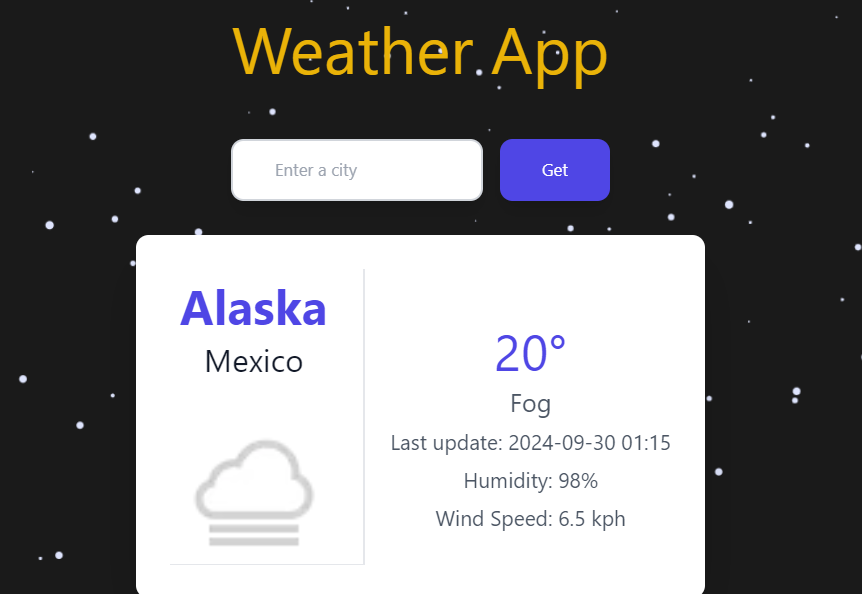 Weather App
Enter a city
Get
Alaska
Mexico
20°
Fog
Last update: 2024-09-30 01:15
Humidity: 98%
Wind Speed: 6.5 kph